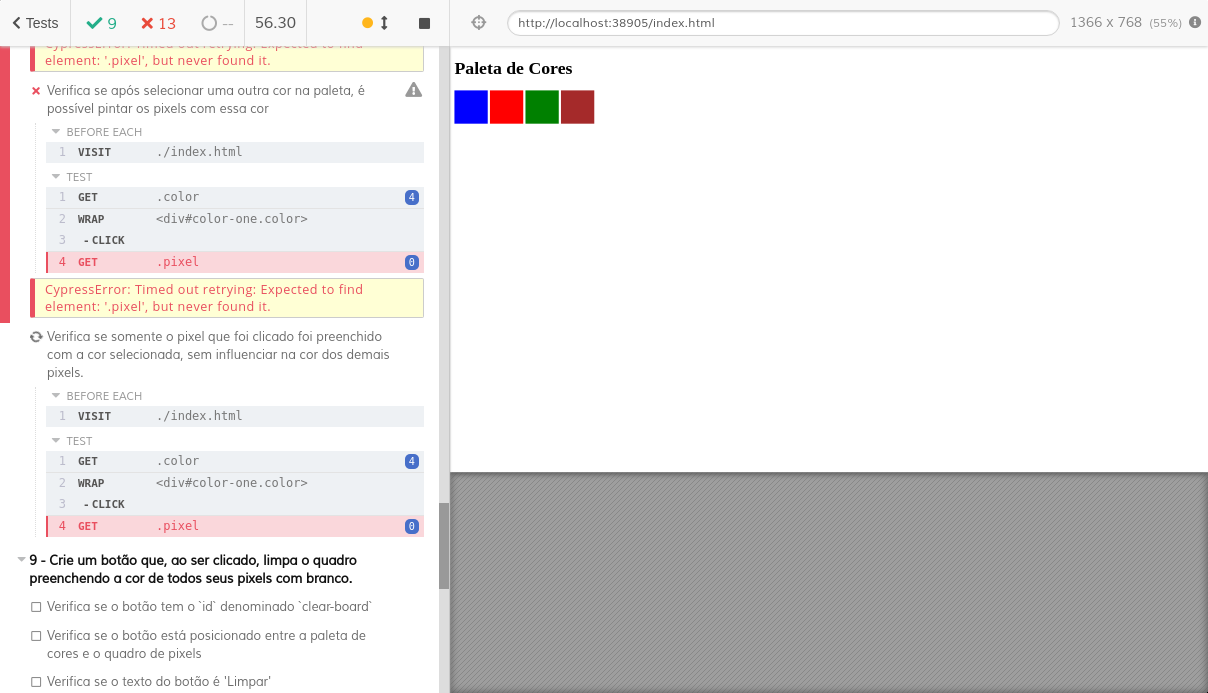 Tests
9
13
--
56.30
http://localhost:38905/index.html
1366 x 768 (55%)
CypressError: Timed out retrying: Expected to find
element: '.pixel', but never found it.
Verifica se após selecionar uma outra cor na paleta, é
possível pintar os pixels com essa cor
BEFORE EACH
1 VISIT ./index.html
TEST
1 GET .color 4
2 WRAP <div#color-one.color>
3 - CLICK
4 GET .pixel 0
CypressError: Timed out retrying: Expected to find
element: '.pixel', but never found it.
Verifica se somente o pixel que foi clicado foi preenchido
com a cor selecionada, sem influenciar na cor dos demais
pixels.
BEFORE EACH
1 VISIT ./index.html
TEST
1 GET .color 4
2 WRAP <div#color-one.color>
3 - CLICK
4 GET .pixel 0
9 - Crie um botão que, ao ser clicado, limpa o quadro
preenchendo a cor de todos seus pixels com branco.
Verifica se o botão tem o `id` denominado `clear-board`
Verifica se o botão está posicionado entre a paleta de
cores e o quadro de pixels
Verifica se o texto do botão é 'Limpar'
Paleta de Cores